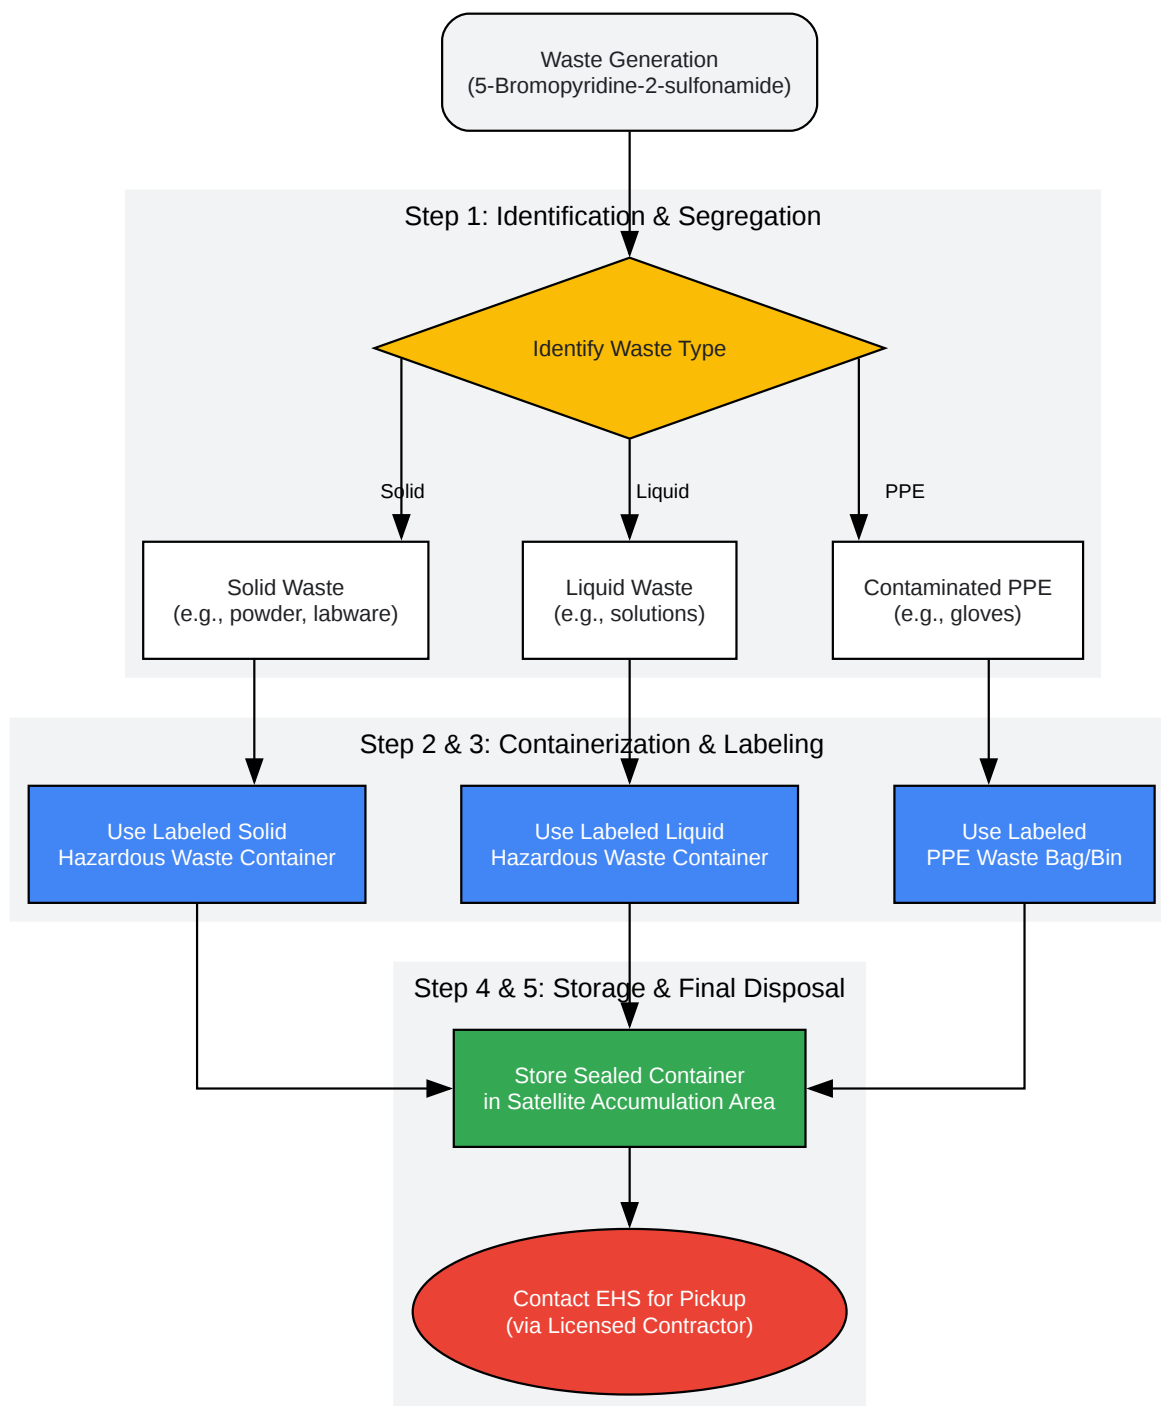 Waste Generation
(5-Bromopyridine-2-sulfonamide)
Step 1: Identification & Segregation
Identify Waste Type
Solid
Liquid
PPE
Solid Waste
(e.g., powder, labware)
Liquid Waste
(e.g., solutions)
Contaminated PPE
(e.g., gloves)
Step 2 & 3: Containerization & Labeling
Use Labeled Solid
Hazardous Waste Container
Use Labeled Liquid
Hazardous Waste Container
Use Labeled
PPE Waste Bag/Bin
Step 4 & 5: Storage & Final Disposal
Store Sealed Container
in Satellite Accumulation Area
Contact EHS for Pickup
(via Licensed Contractor)